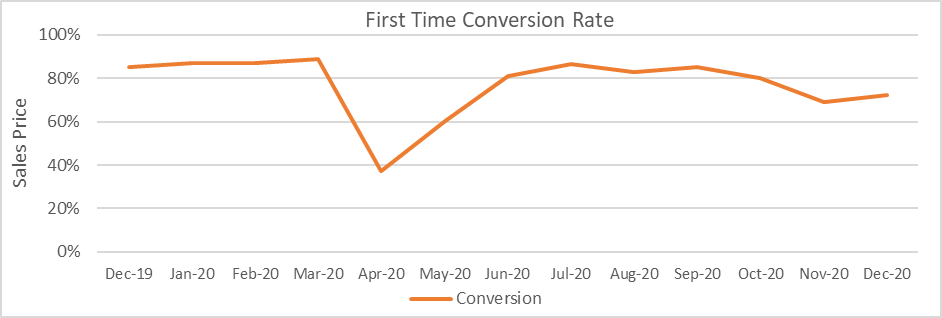 First Time Conversion Rate
100%
80%
60%
40%
20%
0%
Sales Price
Dec-19 Jan-20 Feb-20 Mar-20 Apr-20 May-20 Jun-20 Jul-20 Aug-20 Sep-20 Oct-20 Nov-20 Dec-20
Conversion